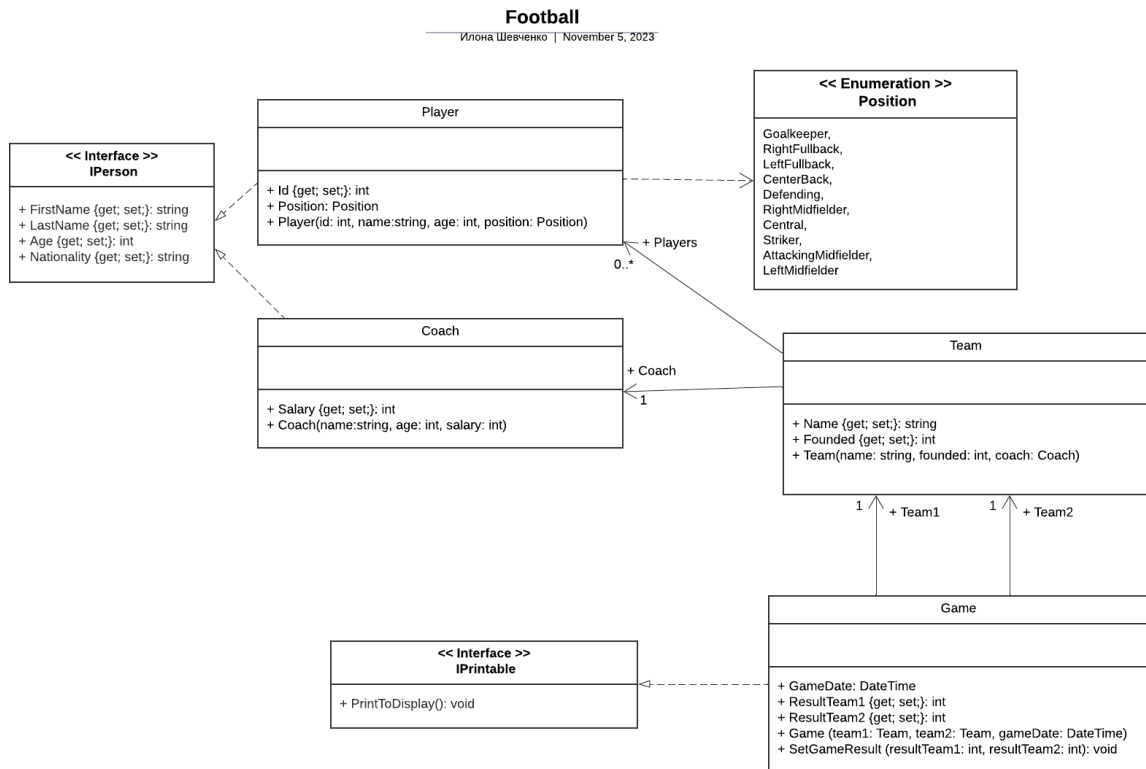 Football
Илона Шевченко | November 5, 2023
<< Interface >>
IPerson
+ FirstName {get; set;}: string
+ LastName {get; set;}: string
+ Age {get; set;}: int
+ Nationality {get; set;}: string
Player
+ Id {get; set;}: int
+ Position: Position
+ Player(id: int, name:string, age: int, position: Position)
<< Enumeration >>
Position
Goalkeeper,
RightFullback,
LeftFullback,
CenterBack,
Defending,
RightMidfielder,
Central,
Striker,
AttackingMidfielder,
LeftMidfielder
+ Players
0..*
Coach
+ Salary {get; set;}: int
+ Coach(name:string, age: int, salary: int)
+ Coach
1
Team
+ Name {get; set;}: string
+ Founded {get; set;}: int
+ Team(name: string, founded: int, coach: Coach)
1
+ Team1
1
+ Team2
<< Interface >>
IPrintable
+ PrintToDisplay(): void
Game
+ GameDate: DateTime
+ ResultTeam1 {get; set;}: int
+ ResultTeam2 {get; set;}: int
+ Game (team1: Team, team2: Team, gameDate: DateTime)
+ SetGameResult (resultTeam1: int, resultTeam2: int): void